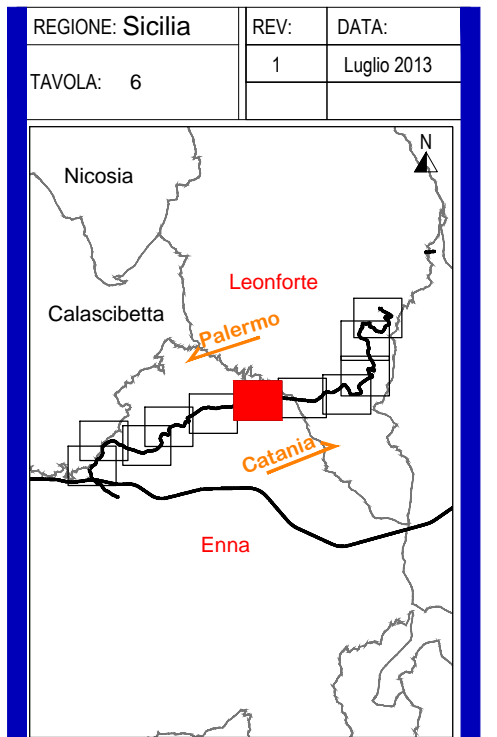 REGIONE: Sicilia
REV:
DATA:
1
Luglio 2013
TAVOLA: 6
N
Nicosia
Leonforte
Calascibetta
Palermo
Catania
Enna